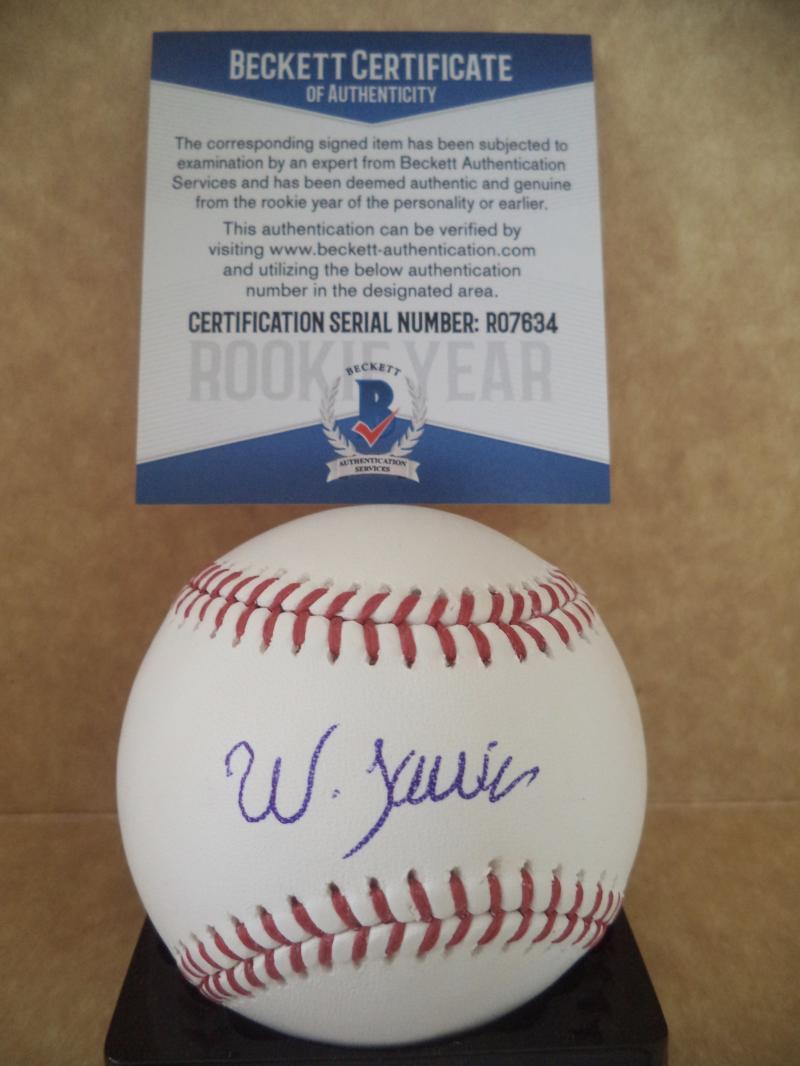 BECKETT CERTIFICATE
OF AUTHENTICITY
The corresponding signed item has been subjected to
examination by an expert from Beckett Authentication
Services and has been deemed authentic and genuine
from the rookie year of the personality or earlier.
This authentication can be verified by
visiting www.beckett-authentication.com
and utilizing the below authentication
number in the designated area.
CERTIFICATION SERIAL NUMBER: R07634
ROOKIE YEAR
BECKETT
B
AUTHENTICATION
SERVICES
W.